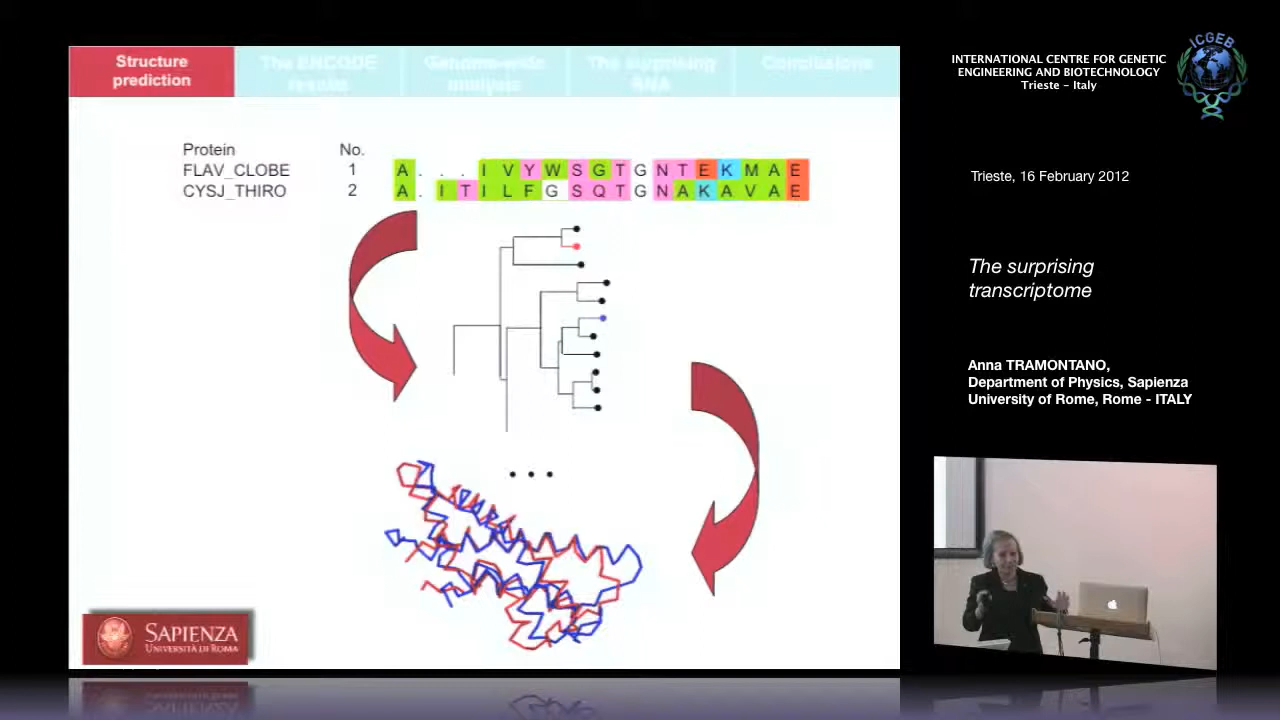 Structure
prediction
The ENCODE
results
Genome-wide
analysis
The surprising
RNA
Conclusions
Protein No.
FLAV_CLOBE 1 A . . . I V Y W S G T G N T E K M A E
CYSJ_THIRO 2 A . I T I L F G S Q T G N A K A V A E
• • •
SAPIENZA
UNIVERSITÀ DI ROMA
INTERNATIONAL CENTRE FOR GENETIC
ENGINEERING AND BIOTECHNOLOGY
Trieste - Italy
ICGEB
Trieste, 16 February 2012
The surprising
transcriptome
Anna TRAMONTANO,
Department of Physics, Sapienza
University of Rome, Rome - ITALY